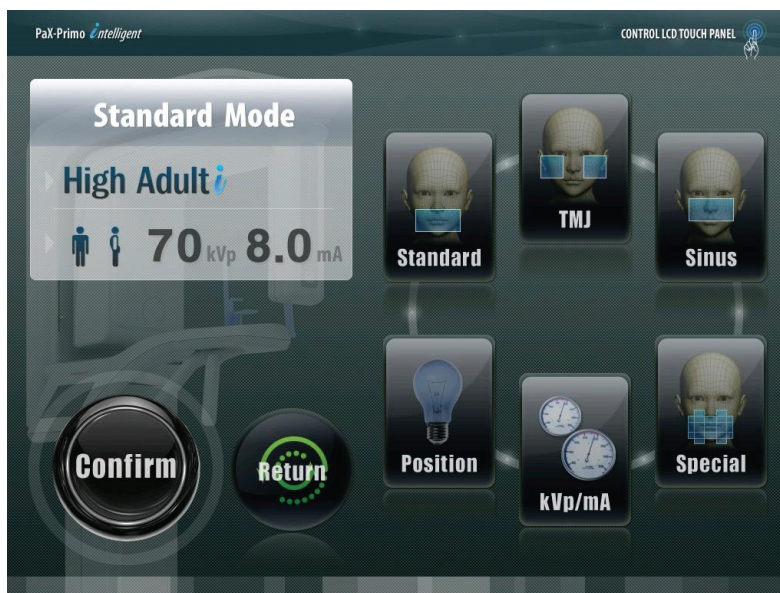 PaX-Primo intelligent
CONTROL LCD TOUCH PANEL
Standard Mode
High Adult i
70 kVp 8.0 mA
Standard
TMJ
Sinus
Position
kVp/mA
Special
Confirm
Return